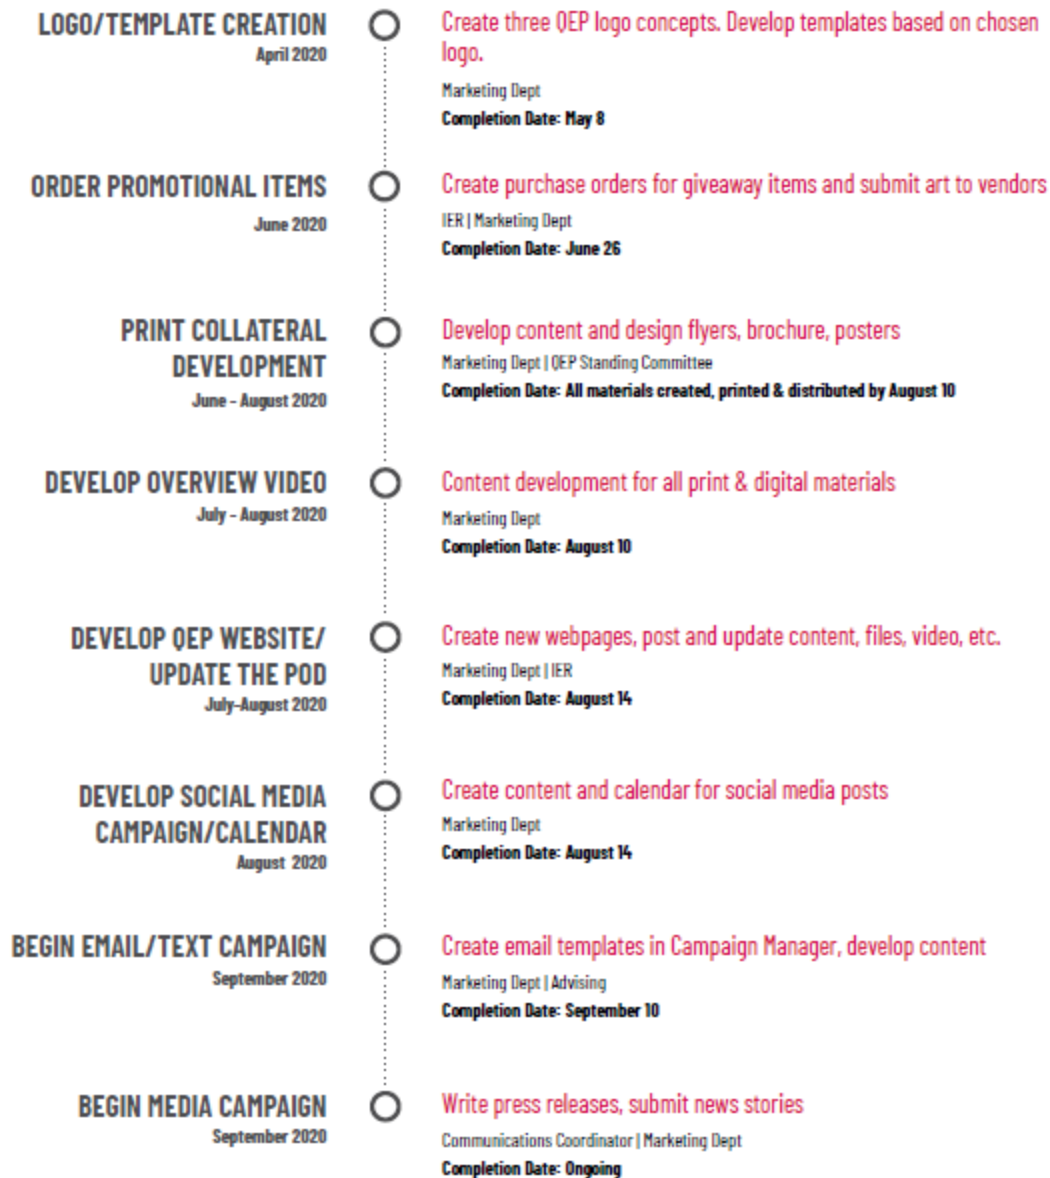 LOGO/TEMPLATE CREATION
April 2020
Create three QEP logo concepts. Develop templates based on chosen
logo.
Marketing Dept
Completion Date: May 8
ORDER PROMOTIONAL ITEMS
June 2020
Create purchase orders for giveaway items and submit art to vendors
IER | Marketing Dept
Completion Date: June 26
PRINT COLLATERAL
DEVELOPMENT
June - August 2020
Develop content and design flyers, brochure, posters
Marketing Dept | QEP Standing Committee
Completion Date: All materials created, printed & distributed by August 10
DEVELOP OVERVIEW VIDEO
July - August 2020
Content development for all print & digital materials
Marketing Dept
Completion Date: August 10
DEVELOP QEP WEBSITE/
UPDATE THE POD
July-August 2020
Create new webpages, post and update content, files, video, etc.
Marketing Dept | IER
Completion Date: August 14
DEVELOP SOCIAL MEDIA
CAMPAIGN/CALENDAR
August 2020
Create content and calendar for social media posts
Marketing Dept
Completion Date: August 14
BEGIN EMAIL/TEXT CAMPAIGN
September 2020
Create email templates in Campaign Manager, develop content
Marketing Dept | Advising
Completion Date: September 10
BEGIN MEDIA CAMPAIGN
September 2020
Write press releases, submit news stories
Communications Coordinator | Marketing Dept
Completion Date: Ongoing